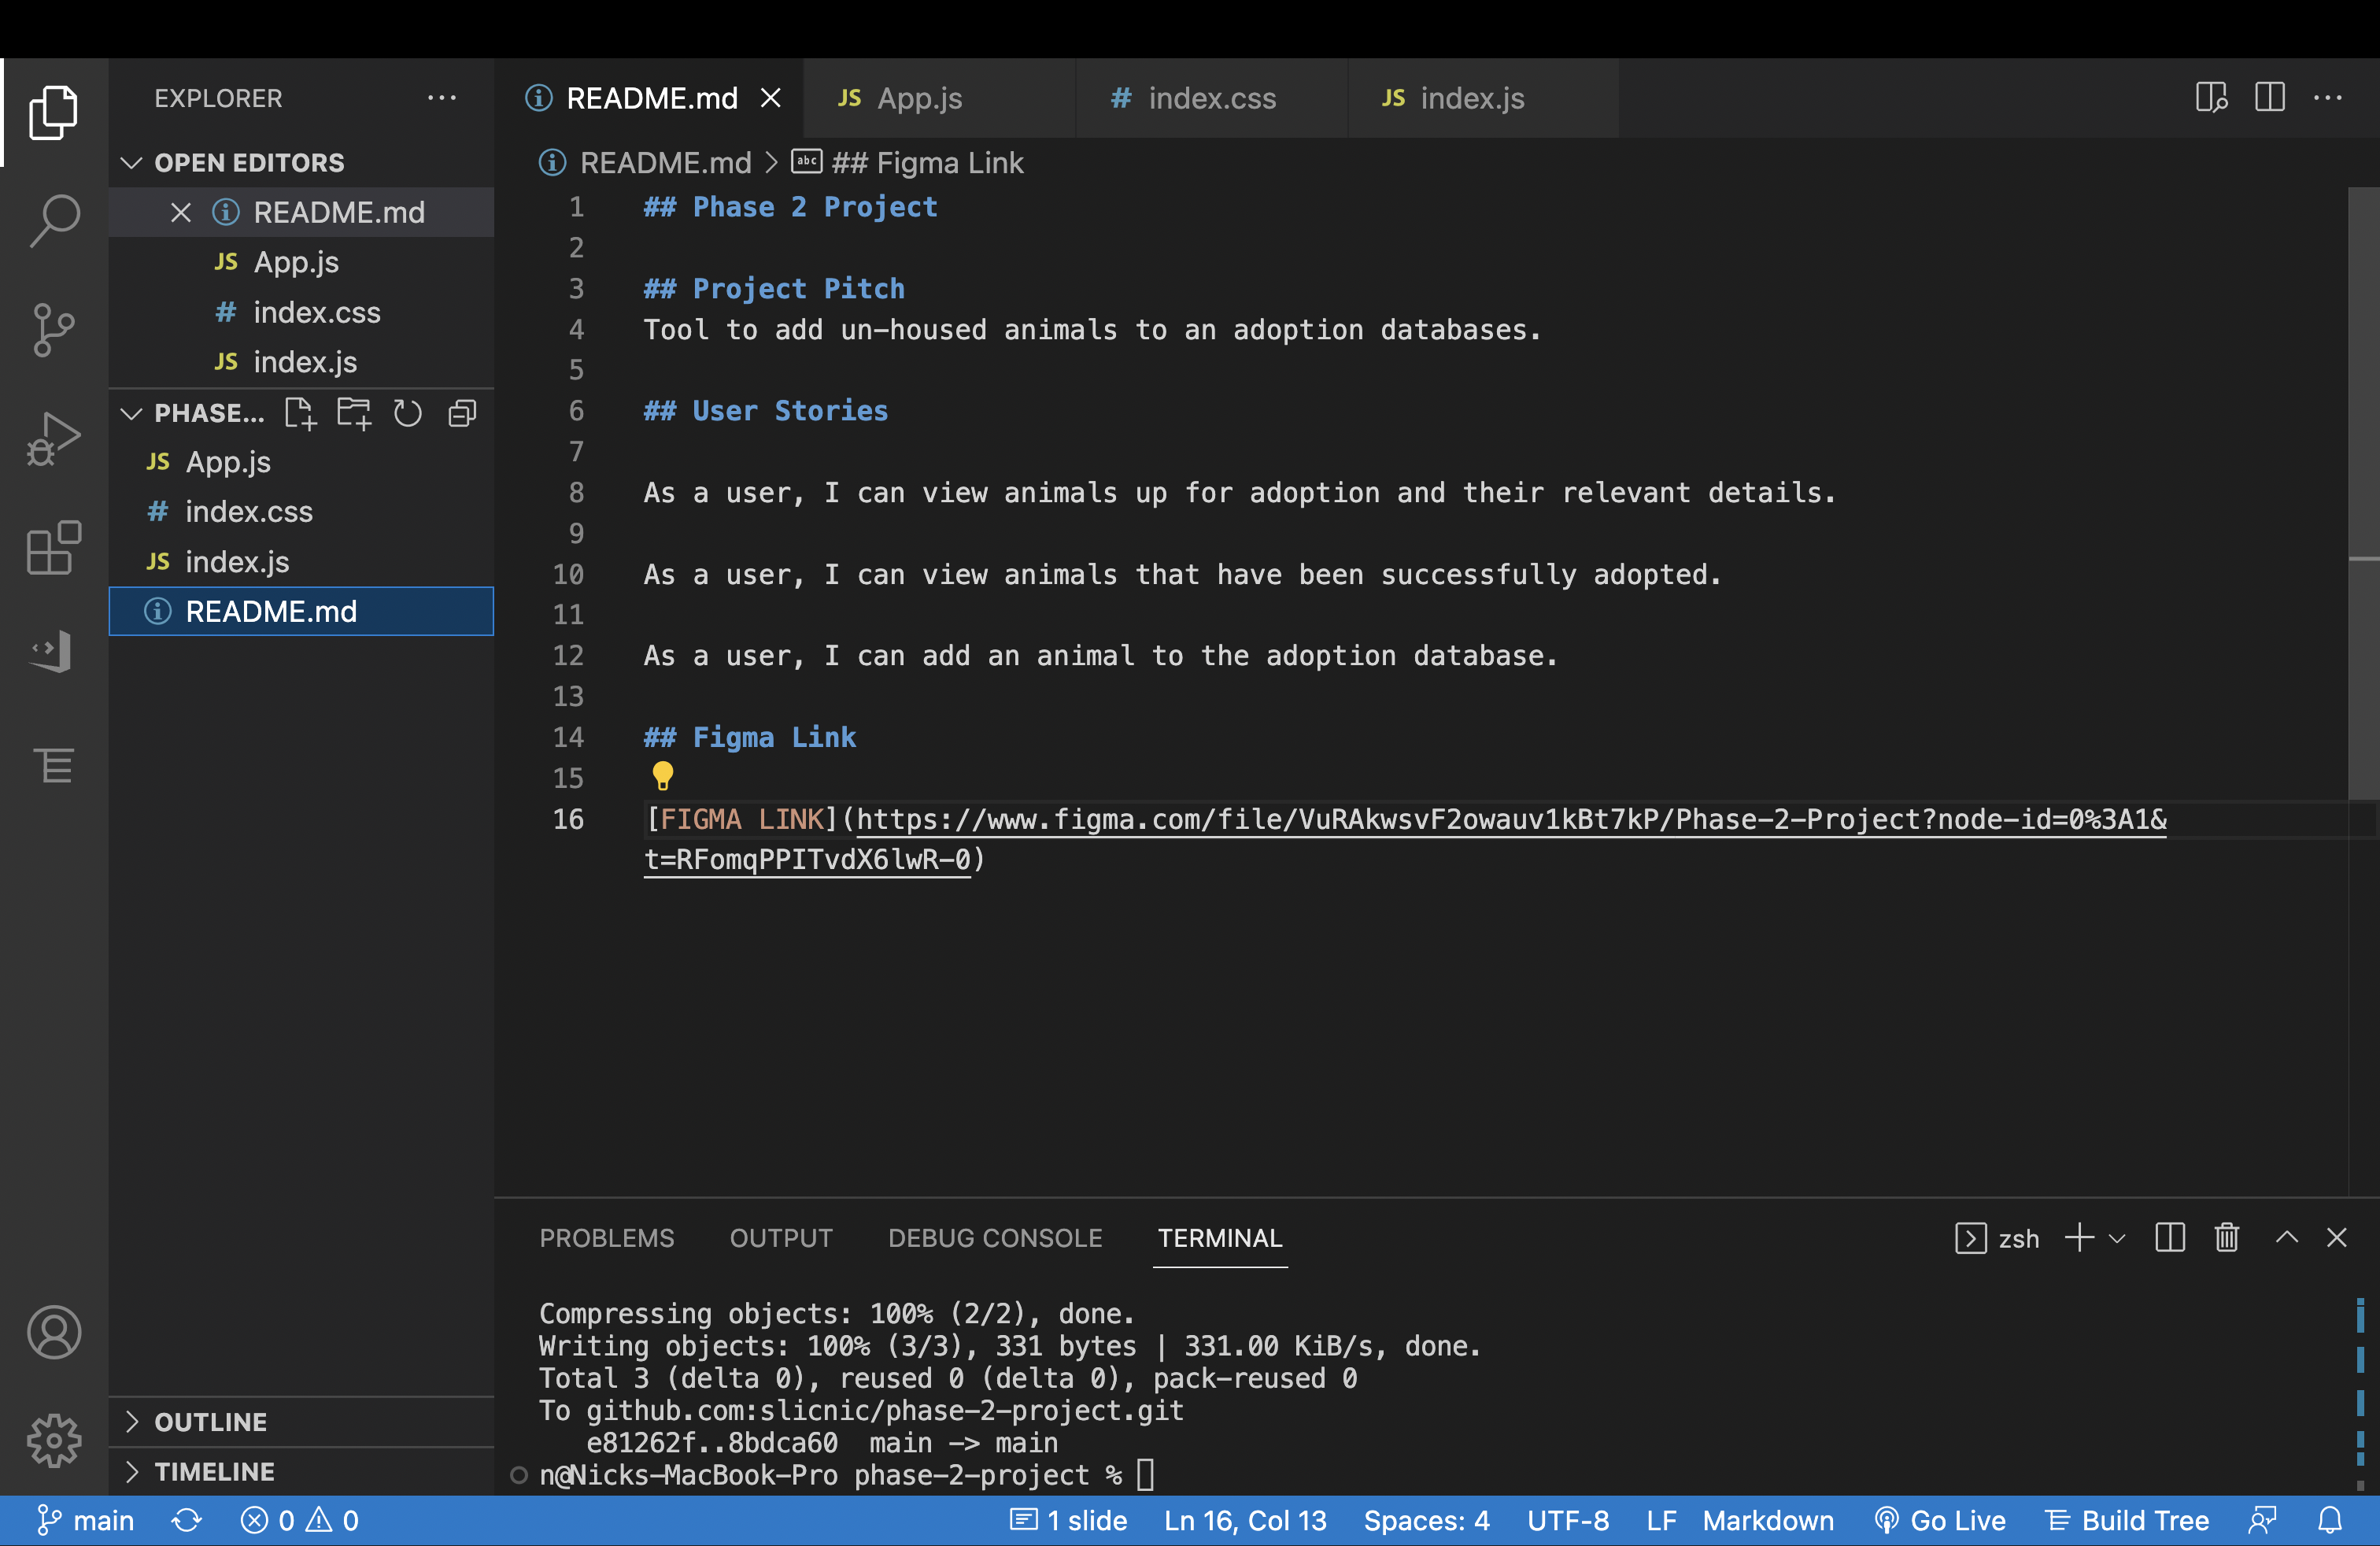 EXPLORER
OPEN EDITORS
README.md
JS App.js
# index.css
JS index.js
PHASE...
JS App.js
# index.css
JS index.js
README.md
OUTLINE
TIMELINE
README.md
JS App.js
# index.css
JS index.js
README.md > abc ## Figma Link
1 ## Phase 2 Project
2
3 ## Project Pitch
4 Tool to add un-housed animals to an adoption databases.
5
6 ## User Stories
7
8 As a user, I can view animals up for adoption and their relevant details.
9
10 As a user, I can view animals that have been successfully adopted.
11
12 As a user, I can add an animal to the adoption database.
13
14 ## Figma Link
15
16 [FIGMA LINK](https://www.figma.com/file/VuRAkwsvF2owauv1kBt7kP/Phase-2-Project?node-id=0%3A1&
t=RFomqPPITvdX6lwR-0)
PROBLEMS OUTPUT DEBUG CONSOLE TERMINAL zsh
Compressing objects: 100% (2/2), done.
Writing objects: 100% (3/3), 331 bytes | 331.00 KiB/s, done.
Total 3 (delta 0), reused 0 (delta 0), pack-reused 0
To github.com:slicnic/phase-2-project.git
e81262f..8bdca60 main -> main
n@Nicks-MacBook-Pro phase-2-project %
main 0 0 1 slide Ln 16, Col 13 Spaces: 4 UTF-8 LF Markdown Go Live Build Tree